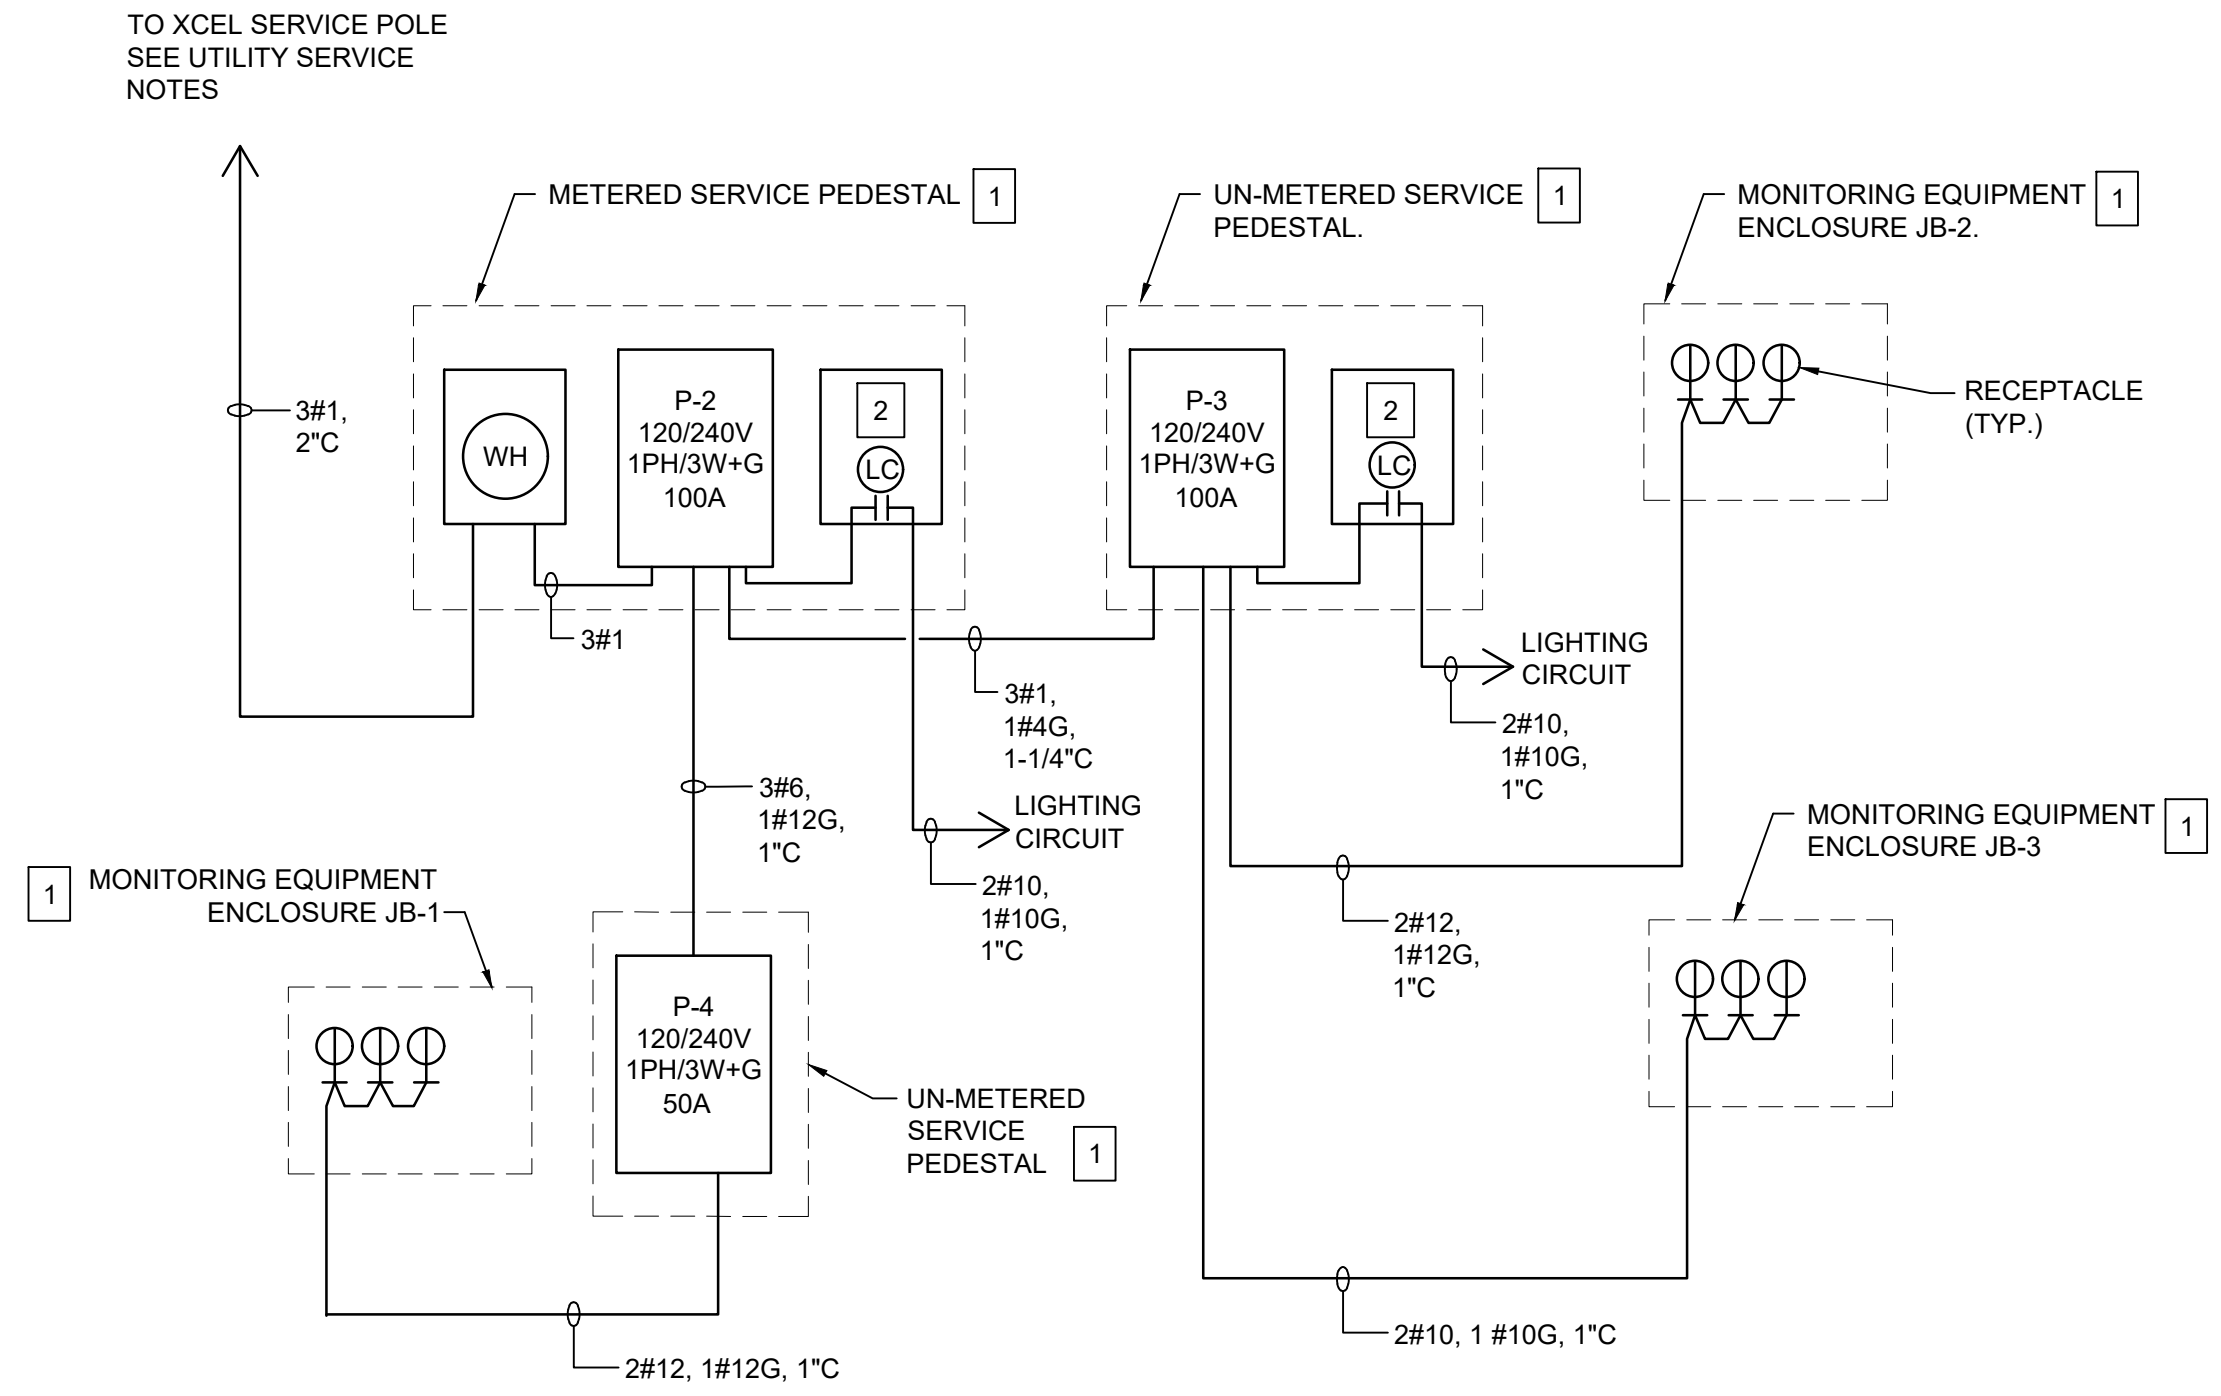 TO XCEL SERVICE POLE
SEE UTILITY SERVICE
NOTES
METERED SERVICE PEDESTAL 1
UN-METERED SERVICE 1
PEDESTAL.
MONITORING EQUIPMENT 1
ENCLOSURE JB-2.
3#1,
2"C
WH
P-2
120/240V
1PH/3W+G
100A
2
LC
P-3
120/240V
1PH/3W+G
100A
2
LC
RECEPTACLE
(TYP.)
3#1
3#1,
1#4G,
1-1/4"C
LIGHTING
CIRCUIT
2#10,
1#10G,
1"C
3#6,
1#12G,
1"C
LIGHTING
CIRCUIT
2#10,
1#10G,
1"C
MONITORING EQUIPMENT 1
ENCLOSURE JB-3
1 MONITORING EQUIPMENT
ENCLOSURE JB-1
2#12,
1#12G,
1"C
P-4
120/240V
1PH/3W+G
50A
UN-METERED
SERVICE
PEDESTAL 1
2#10, 1 #10G, 1"C
2#12, 1#12G, 1"C